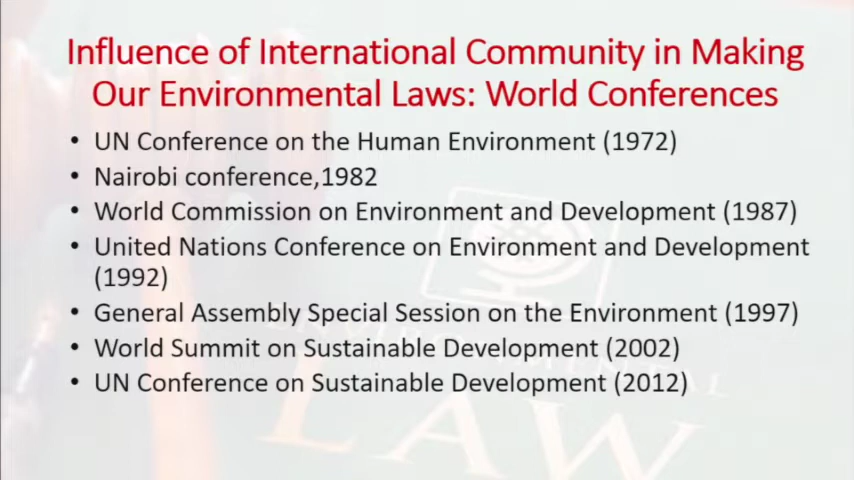 Influence of International Community in Making
Our Environmental Laws: World Conferences
• UN Conference on the Human Environment (1972)
• Nairobi conference,1982
• World Commission on Environment and Development (1987)
• United Nations Conference on Environment and Development
(1992)
• General Assembly Special Session on the Environment (1997)
• World Summit on Sustainable Development (2002)
• UN Conference on Sustainable Development (2012)
ENVIRONMENTAL
LAW